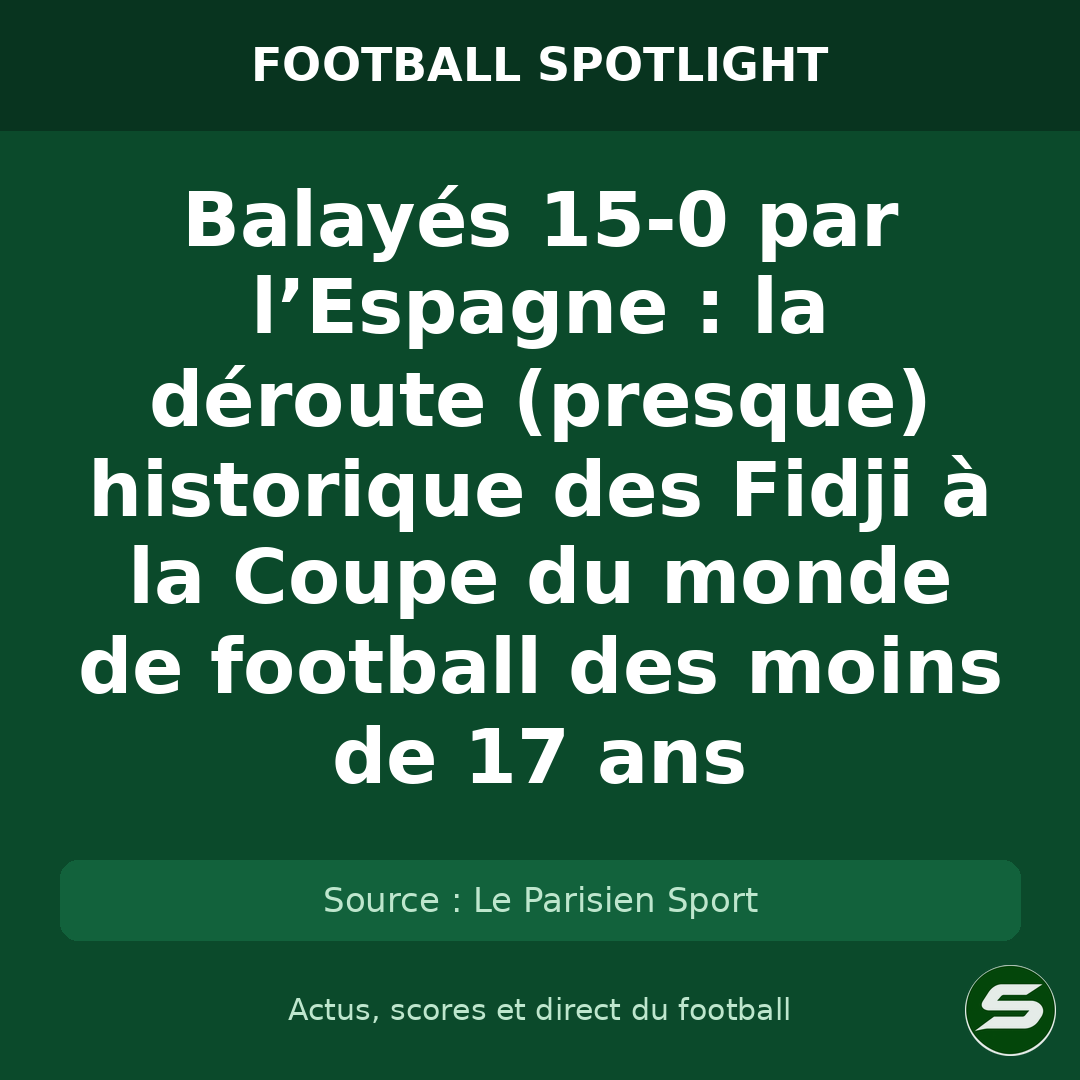 FOOTBALL SPOTLIGHT
Balayés 15-0 par
l’Espagne : la
déroute (presque)
historique des Fidji à
la Coupe du monde
de football des moins
de 17 ans
Source : Le Parisien Sport
Actus, scores et direct du football
S